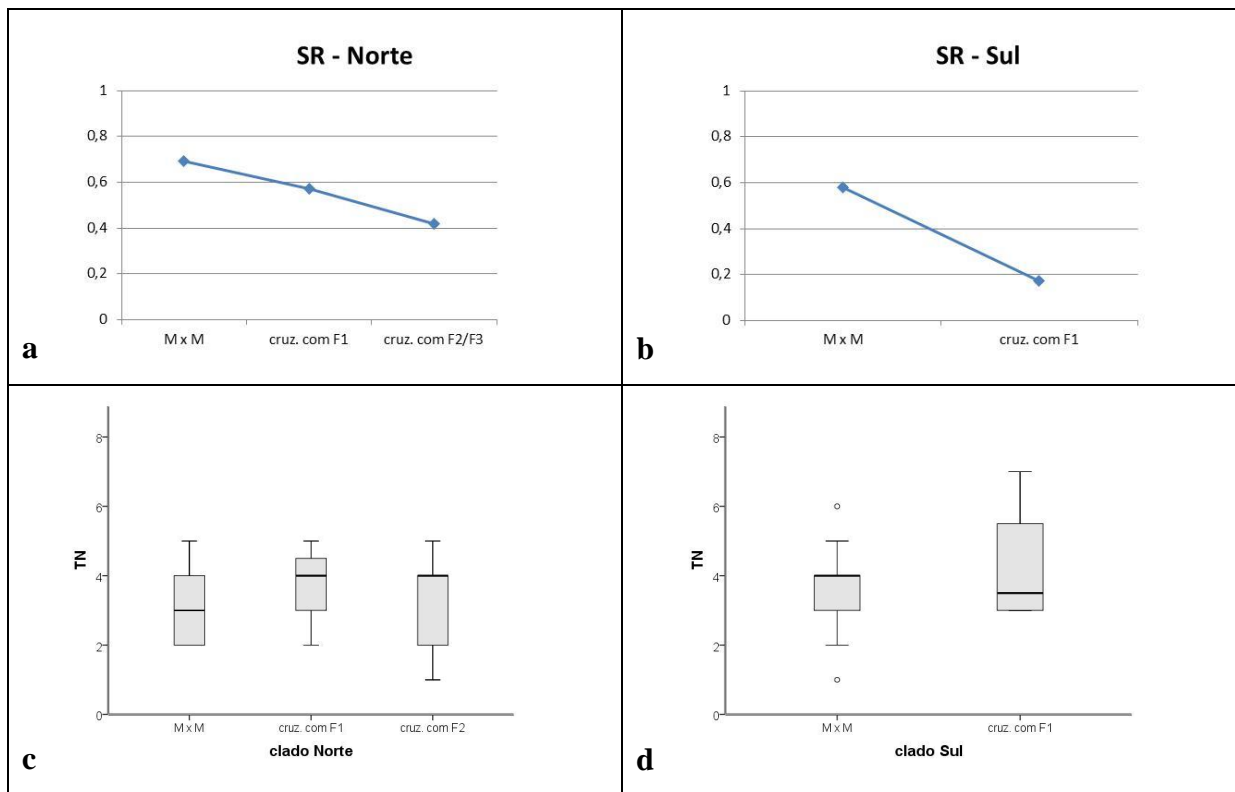 SR - Norte
1
0,8
0,6
0,4
0,2
0
M x M cruz. com F1 cruz. com F2/F3
a
SR - Sul
1
0,8
0,6
0,4
0,2
0
M x M cruz. com F1
b
8
6
4
2
0
TN
M x M cruz. com F1 cruz. com F2
clado Norte
c
8
6
4
2
0
TN
M x M cruz. com F1
clado Sul
d